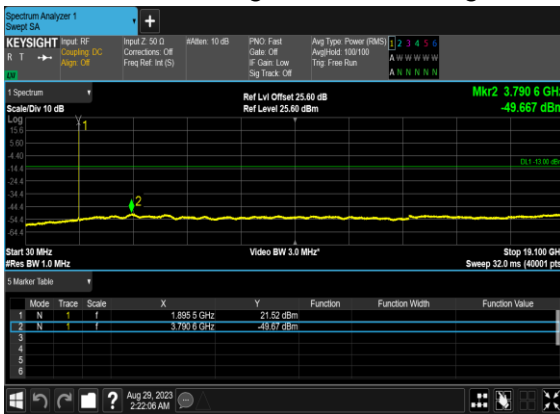 Spectrum Analyzer 1
Swept SA
+
KEYSIGHT Input: RF Input Z: 50 Ω #Atten: 10 dB PNO: Fast Avg Type: Power (RMS) 1 2 3 4 5 6
R T Coupling: DC Corrections: Off Gate: Off Avg|Hold: 100/100 A W W W W W
Align: Off Freq Ref: Int (S) IF Gain: Low Trig: Free Run
LV Sig Track: Off A N N N N N
1 Spectrum Ref Lvl Offset 25.60 dB Mkr2 3.790 6 GHz
Scale/Div 10 dB Ref Level 25.60 dBm -49.667 dBm
Log
15.6
5.60
-4.40
-14.4
-24.4
-34.4
-44.4
-54.4
-64.4
1
DL1 -13.00 dBm
2
Start 30 MHz Video BW 3.0 MHz* Stop 19.100 GH
#Res BW 1.0 MHz Sweep 32.0 ms (40001 pts
5 Marker Table
Mode Trace Scale X Y Function Function Width Function Value
1 N 1 f 1.895 5 GHz 21.52 dBm
2 N 1 f 3.790 6 GHz -49.67 dBm
3
4
5
6
? Aug 29, 2023
2:22:06 AM